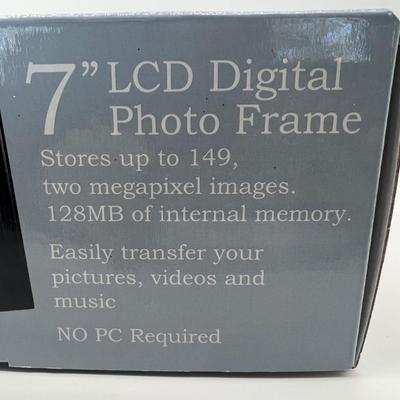 7” LCD Digital
Photo Frame
Stores up to 149,
two megapixel images.
128MB of internal memory.
Easily transfer your
pictures, videos and
music
NO PC Required